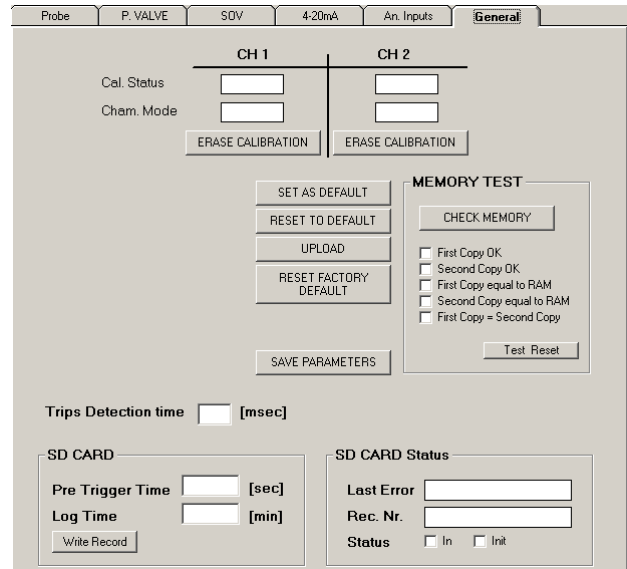 Probe P. VALVE SOV 4-20mA An. Inputs General
CH 1 CH 2
Cal. Status
Cham. Mode
ERASE CALIBRATION ERASE CALIBRATION
SET AS DEFAULT
RESET TO DEFAULT
UPLOAD
RESET FACTORY
DEFAULT
SAVE PARAMETERS
MEMORY TEST
CHECK MEMORY
First Copy OK
Second Copy OK
First Copy equal to RAM
Second Copy equal to RAM
First Copy = Second Copy
Test Reset
Trips Detection time [msec]
SD CARD
Pre Trigger Time [sec]
Log Time [min]
Write Record
SD CARD Status
Last Error
Rec. Nr.
Status In Init